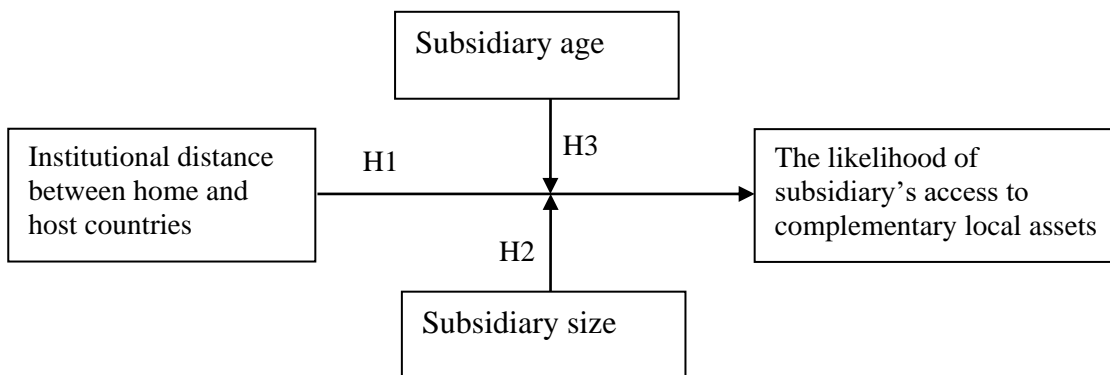 Subsidiary age
H3
H1
Institutional distance
between home and
host countries
The likelihood of
subsidiary’s access to
complementary local assets
H2
Subsidiary size